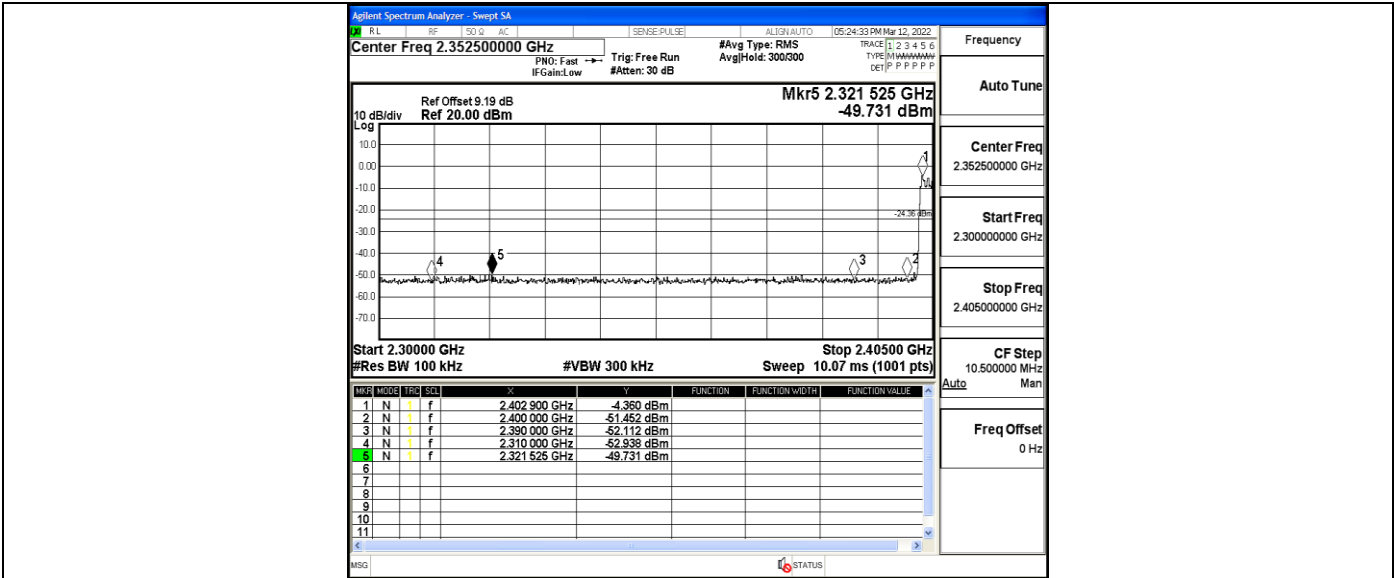 Agilent Spectrum Analyzer - Swept SA
RL RF 50 Ω AC SENSE:PULSE ALIGNAUTO 05:24:33 PM Mar 12, 2022
Center Freq 2.352500000 GHz
PNO: Fast
IFGain:Low
Trig: Free Run
#Atten: 30 dB
#Avg Type: RMS
Avg|Hold: 300/300
TRACE 1 2 3 4 5 6
TYPE M W W W W W
DET P P P P P P
Mkr5 2.321 525 GHz
-49.731 dBm
Ref Offset 9.19 dB
10 dB/div Ref 20.00 dBm
Log
10.0
0.00
-10.0
-20.0
-30.0
-40.0
-50.0
-60.0
-70.0
1
-24.36 dBm
4
5
3
2
Start 2.30000 GHz Stop 2.40500 GHz
#Res BW 100 kHz #VBW 300 kHz Sweep 10.07 ms (1001 pts)
MKR MODE TRC SCL X Y FUNCTION FUNCTION WIDTH FUNCTION VALUE
1 N 1 f 2.402 900 GHz -4.360 dBm
2 N 1 f 2.400 000 GHz -51.452 dBm
3 N 1 f 2.390 000 GHz -52.112 dBm
4 N 1 f 2.310 000 GHz -52.938 dBm
5 N 1 f 2.321 525 GHz -49.731 dBm
6
7
8
9
10
11
MSG STATUS
Frequency
Auto Tune
Center Freq
2.352500000 GHz
Start Freq
2.300000000 GHz
Stop Freq
2.405000000 GHz
CF Step
10.500000 MHz
Auto Man
Freq Offset
0 Hz